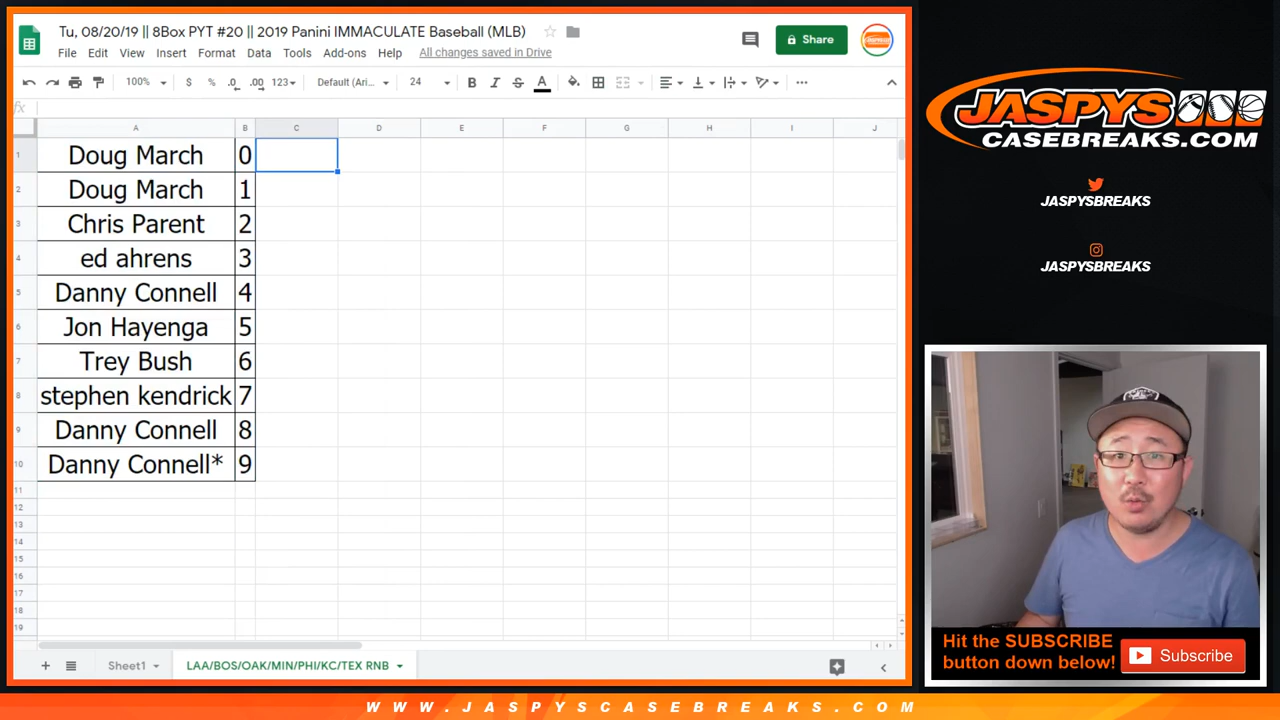 Tu, 08/20/19 || 8Box PYT #20 || 2019 Panini IMMACULATE Baseball (MLB)
File Edit View Insert Format Data Tools Add-ons Help All changes saved in Drive
Share
100% $ % .0 .00 123 Default (Ari... 24 B I S A
fx
A B C D E F G H I J
1 Doug March 0
2 Doug March 1
3 Chris Parent 2
4 ed ahrens 3
5 Danny Connell 4
6 Jon Hayenga 5
7 Trey Bush 6
8 stephen kendrick 7
9 Danny Connell 8
10 Danny Connell* 9
11
12
13
14
15
16
17
18
19
Sheet1 LAA/BOS/OAK/MIN/PHI/KC/TEX RNB
JASPYS
CASEBREAKS.COM
JASPYSBREAKS
JASPYSBREAKS
Hit the SUBSCRIBE
button down below!
Subscribe
WWW.JASPYSCASEBREAKS.COM